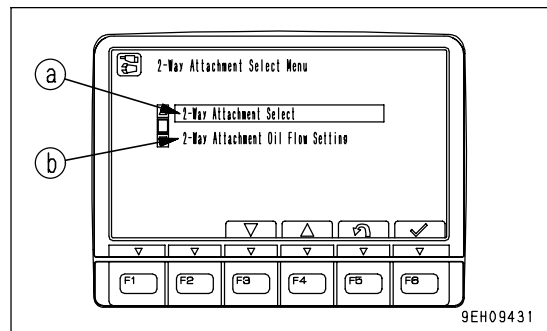 2-Way Attachment Select Menu
a
2-Way Attachment Select
b
2-Way Attachment Oil Flow Setting
F1 F2 F3 F4 F5 F6
9EH09431